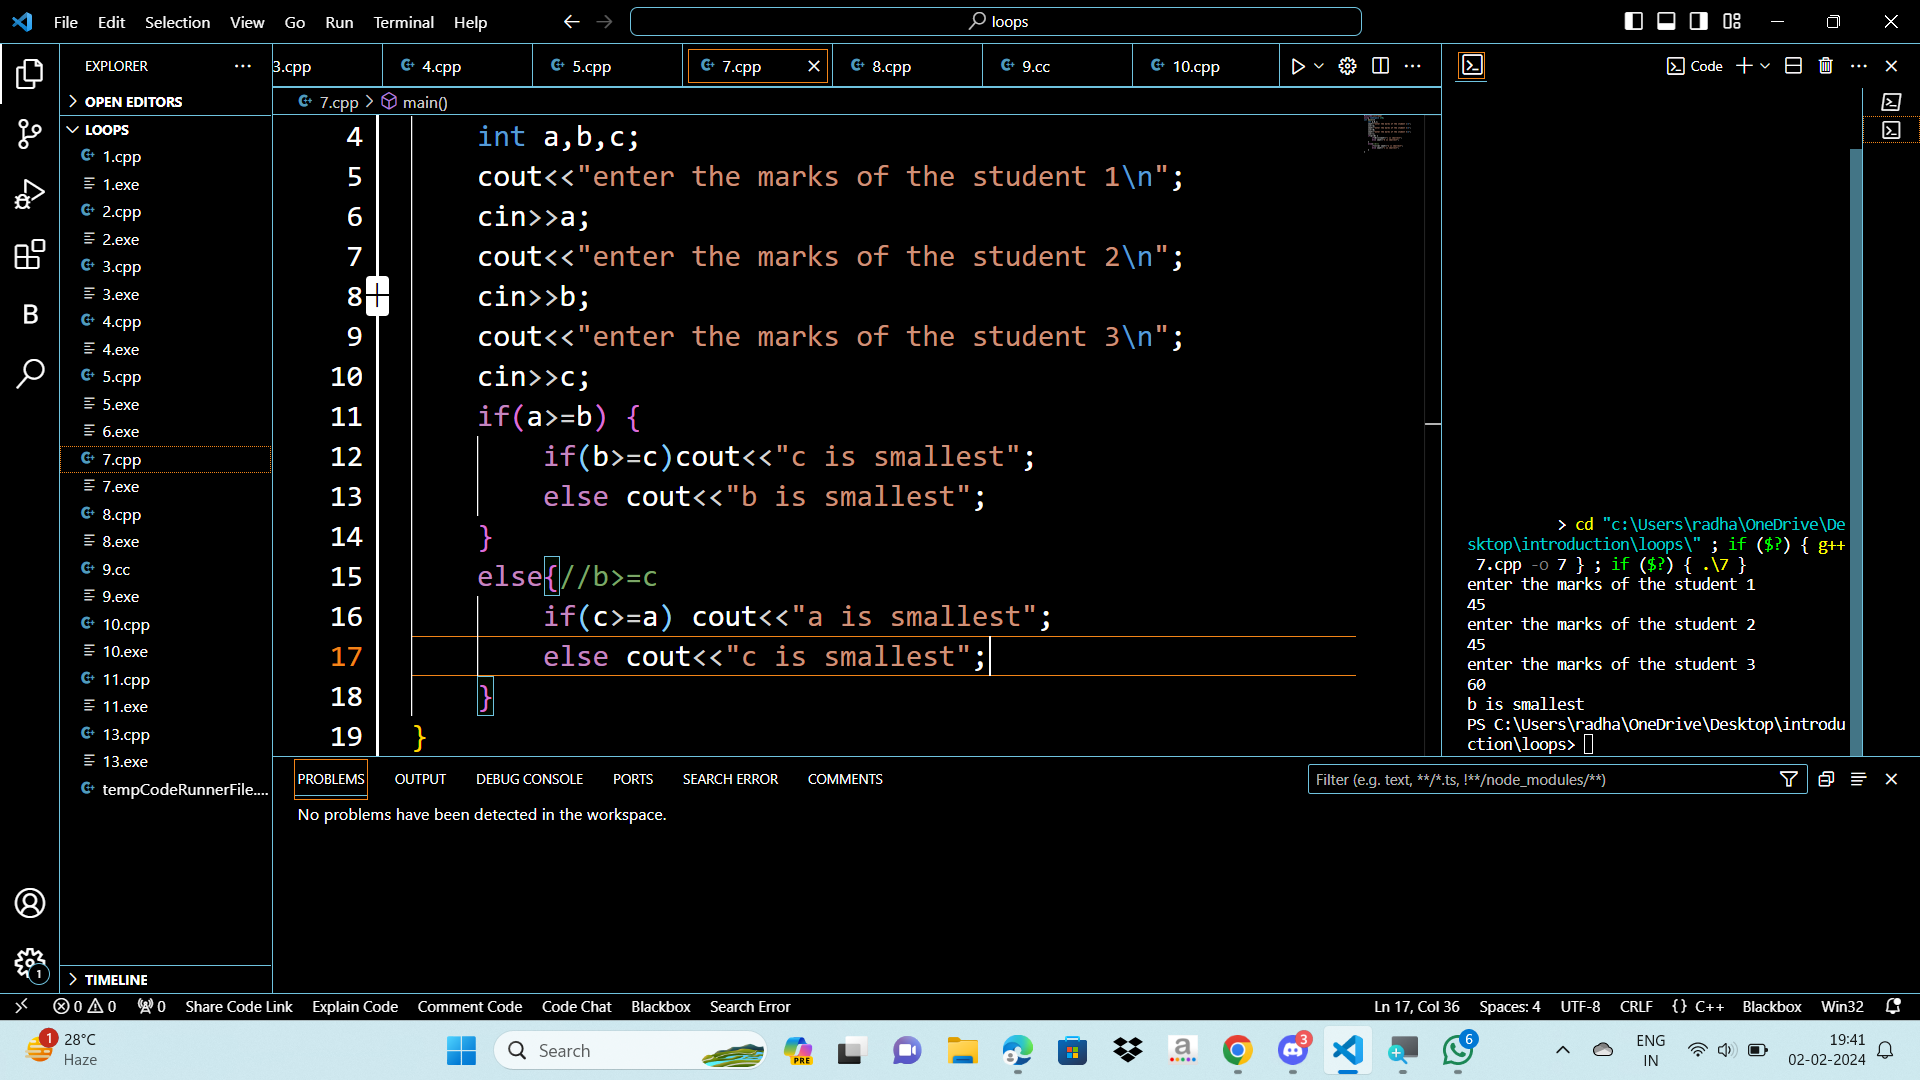 File Edit Selection View Go Run Terminal Help
loops
EXPLORER
OPEN EDITORS
LOOPS
1.cpp
1.exe
2.cpp
2.exe
3.cpp
3.exe
4.cpp
4.exe
5.cpp
5.exe
6.exe
7.cpp
7.exe
8.cpp
8.exe
9.cc
9.exe
10.cpp
10.exe
11.cpp
11.exe
13.cpp
13.exe
tempCodeRunnerFile....
TIMELINE
3.cpp 4.cpp 5.cpp 7.cpp 8.cpp 9.cc 10.cpp
7.cpp > main()
4 int a,b,c;
5 cout<<"enter the marks of the student 1\n";
6 cin>>a;
7 cout<<"enter the marks of the student 2\n";
8 cin>>b;
9 cout<<"enter the marks of the student 3\n";
10 cin>>c;
11 if(a>=b) {
12 if(b>=c)cout<<"c is smallest";
13 else cout<<"b is smallest";
14 }
15 else{//b>=c
16 if(c>=a) cout<<"a is smallest";
17 else cout<<"c is smallest";
18 }
19 }
Code
> cd "c:\Users\radha\OneDrive\De
sktop\introduction\loops\" ; if ($?) { g++
7.cpp -o 7 } ; if ($?) { .\7 }
enter the marks of the student 1
45
enter the marks of the student 2
45
enter the marks of the student 3
60
b is smallest
PS C:\Users\radha\OneDrive\Desktop\introdu
ction\loops>
PROBLEMS OUTPUT DEBUG CONSOLE PORTS SEARCH ERROR COMMENTS
Filter (e.g. text, **/*.ts, !**/node_modules/**)
No problems have been detected in the workspace.
0 0 0 Share Code Link Explain Code Comment Code Code Chat Blackbox Search Error
Ln 17, Col 36 Spaces: 4 UTF-8 CRLF {} C++ Blackbox Win32
1
28°C
Haze
Search
PRE
a
3
6
ENG
IN
19:41
02-02-2024
B
1